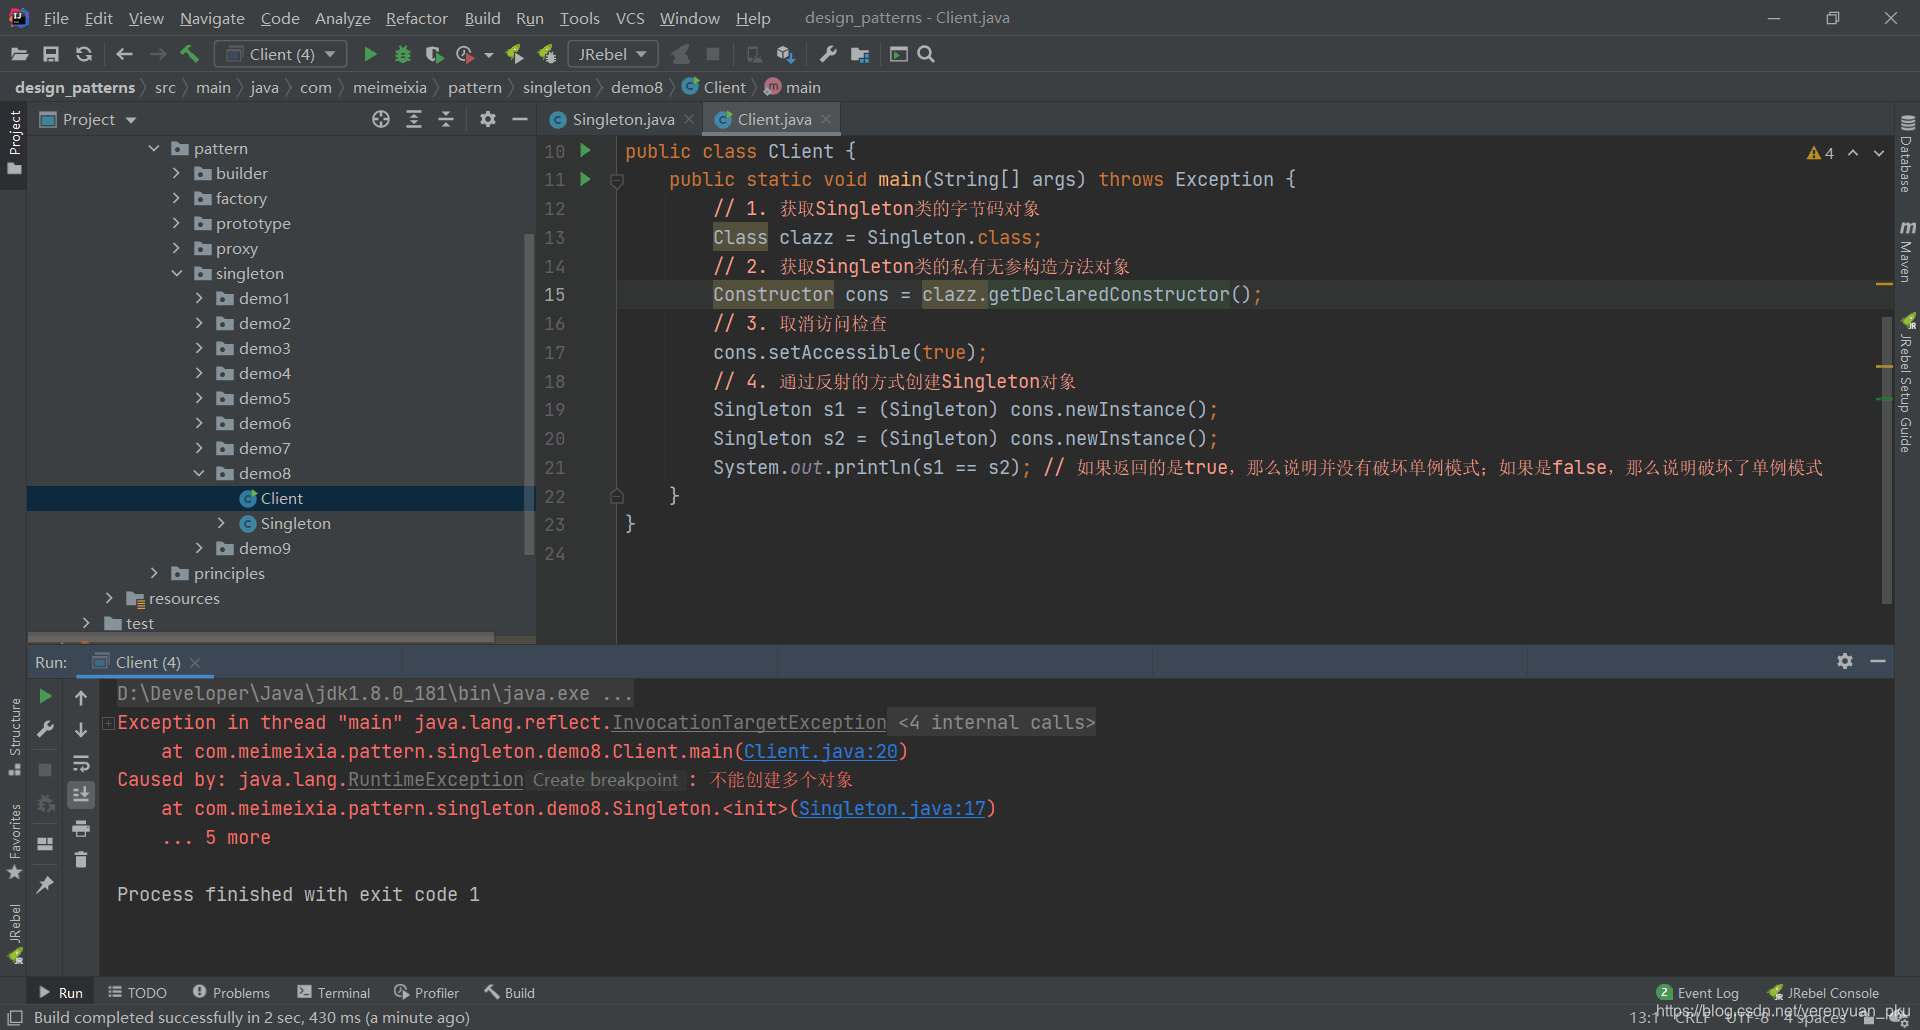 File Edit View Navigate Code Analyze Refactor Build Run Tools VCS Window Help design_patterns - Client.java
Client (4) JRebel
design_patterns src main java com meimeixia pattern singleton demo8 Client main
Project
Singleton.java Client.java
pattern
builder
factory
prototype
proxy
singleton
demo1
demo2
demo3
demo4
demo5
demo6
demo7
demo8
Client
Singleton
demo9
principles
resources
test
10 public class Client {
11 public static void main(String[] args) throws Exception {
12 // 1. 获取Singleton类的字节码对象
13 Class clazz = Singleton.class;
14 // 2. 获取Singleton类的私有无参构造方法对象
15 Constructor cons = clazz.getDeclaredConstructor();
16 // 3. 取消访问检查
17 cons.setAccessible(true);
18 // 4. 通过反射的方式创建Singleton对象
19 Singleton s1 = (Singleton) cons.newInstance();
20 Singleton s2 = (Singleton) cons.newInstance();
21 System.out.println(s1 == s2); // 如果返回的是true，那么说明并没有破坏单例模式；如果是false，那么说明破坏了单例模式
22 }
23 }
24
4
Project
Structure
Favorites
JRebel
Database
Maven
JRebel Setup Guide
Run: Client (4)
D:\Developer\Java\jdk1.8.0_181\bin\java.exe ...
Exception in thread "main" java.lang.reflect.InvocationTargetException <4 internal calls>
at com.meimeixia.pattern.singleton.demo8.Client.main(Client.java:20)
Caused by: java.lang.RuntimeException Create breakpoint : 不能创建多个对象
at com.meimeixia.pattern.singleton.demo8.Singleton.<init>(Singleton.java:17)
... 5 more
Process finished with exit code 1
Run TODO Problems Terminal Profiler Build 2 Event Log JRebel Console
Build completed successfully in 2 sec, 430 ms (a minute ago) 13:1 CRLF UTF-8 4 spaces
https://blog.csdn.net/yerenyuan_pku